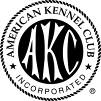 AMERICAN KENNEL CLUB
AKC
INCORPORATED
®